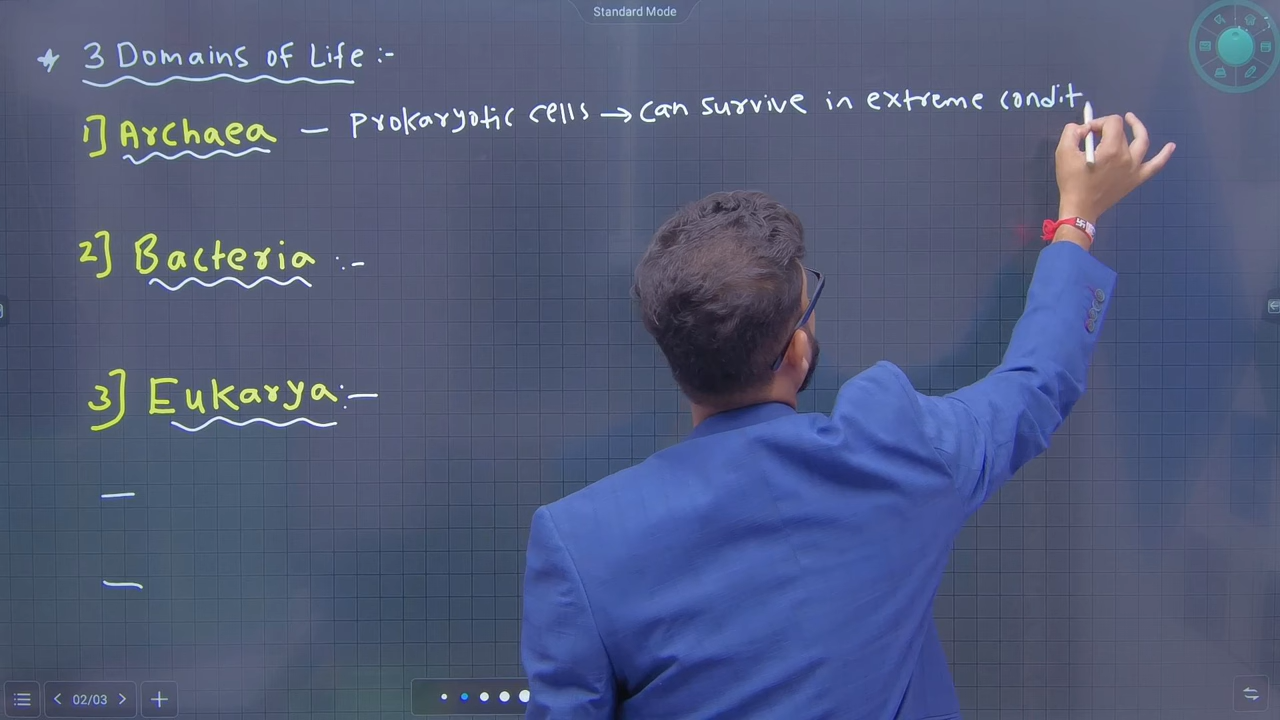 Standard Mode
3 Domains of Life :-
1] Archaea — Prokaryotic cells → can survive in extreme condit
2] Bacteria :-
3] Eukarya :-
—
—
02/03